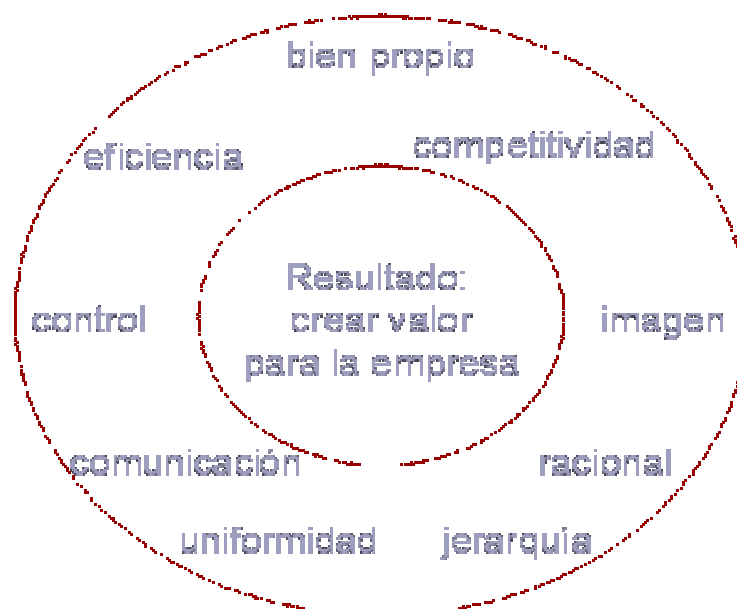 bien propio
eficiencia
competitividad
Resultado:
crear valor
para la empresa
control
imagen
comunicación
racional
uniformidad
jerarquía